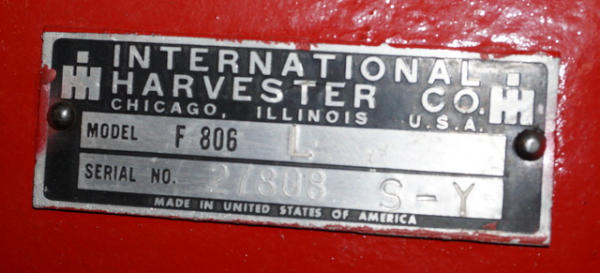 INTERNATIONAL
HARVESTER CO.
CHICAGO, ILLINOIS U.S.A.
MODEL F 806 L
SERIAL NO. 27808 S-Y
MADE IN UNITED STATES OF AMERICA